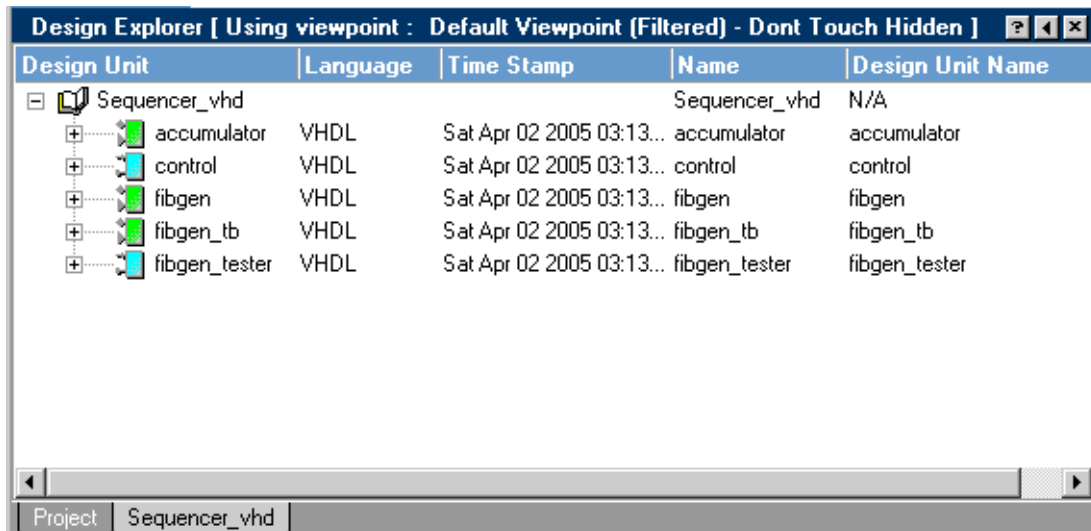 Design Explorer [ Using viewpoint : Default Viewpoint (Filtered) - Dont Touch Hidden ]
Design Unit Language Time Stamp Name Design Unit Name
Sequencer_vhd Sequencer_vhd N/A
accumulator VHDL Sat Apr 02 2005 03:13... accumulator accumulator
control VHDL Sat Apr 02 2005 03:13... control control
fibgen VHDL Sat Apr 02 2005 03:13... fibgen fibgen
fibgen_tb VHDL Sat Apr 02 2005 03:13... fibgen_tb fibgen_tb
fibgen_tester VHDL Sat Apr 02 2005 03:13... fibgen_tester fibgen_tester
Project Sequencer_vhd